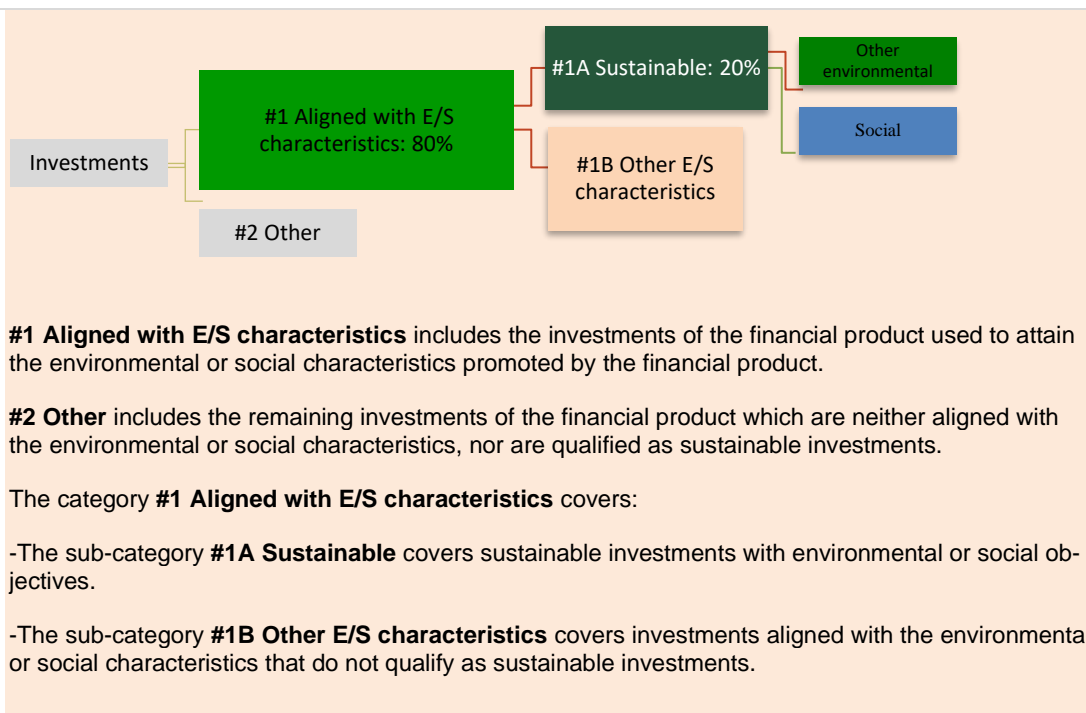 Other
environmental
#1A Sustainable: 20%
#1 Aligned with E/S
characteristics: 80%
Social
Investments
#1B Other E/S
characteristics
#2 Other
#1 Aligned with E/S characteristics includes the investments of the financial product used to attain
the environmental or social characteristics promoted by the financial product.
#2 Other includes the remaining investments of the financial product which are neither aligned with
the environmental or social characteristics, nor are qualified as sustainable investments.
The category #1 Aligned with E/S characteristics covers:
-The sub-category #1A Sustainable covers sustainable investments with environmental or social ob-
jectives.
-The sub-category #1B Other E/S characteristics covers investments aligned with the environmenta
or social characteristics that do not qualify as sustainable investments.